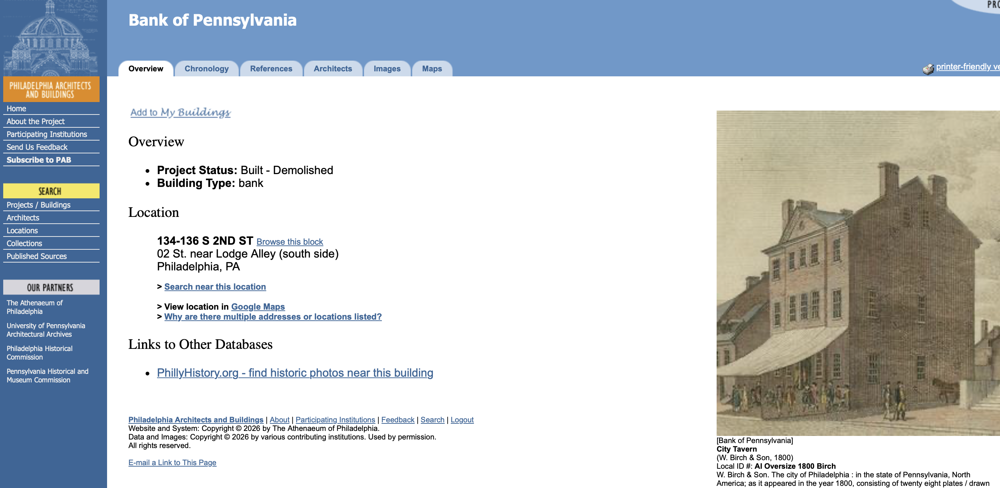 PRO
Bank of Pennsylvania
Overview
Chronology
References
Architects
Images
Maps
printer-friendly ve
PHILADELPHIA ARCHITECTS
AND BUILDINGS
Home
About the Project
Participating Institutions
Send Us Feedback
Subscribe to PAB
SEARCH
Projects / Buildings
Architects
Locations
Collections
Published Sources
OUR PARTNERS
The Athenaeum of
Philadelphia
University of Pennsylvania
Architectural Archives
Philadelphia Historical
Commission
Pennsylvania Historical and
Museum Commission
Add to My Buildings
Overview
• Project Status: Built - Demolished
• Building Type: bank
Location
134-136 S 2ND ST Browse this block
02 St. near Lodge Alley (south side)
Philadelphia, PA
> Search near this location
> View location in Google Maps
> Why are there multiple addresses or locations listed?
Links to Other Databases
• PhillyHistory.org - find historic photos near this building
Philadelphia Architects and Buildings | About | Participating Institutions | Feedback | Search | Logout
Website and System: Copyright © 2026 by The Athenaeum of Philadelphia.
Data and Images: Copyright © 2026 by various contributing institutions. Used by permission.
All rights reserved.
E-mail a Link to This Page
[Bank of Pennsylvania]
City Tavern
(W. Birch & Son, 1800)
Local ID #: AI Oversize 1800 Birch
W. Birch & Son. The city of Philadelphia : in the state of Pennsylvania, North
America; as it appeared in the year 1800, consisting of twenty eight plates / drawn